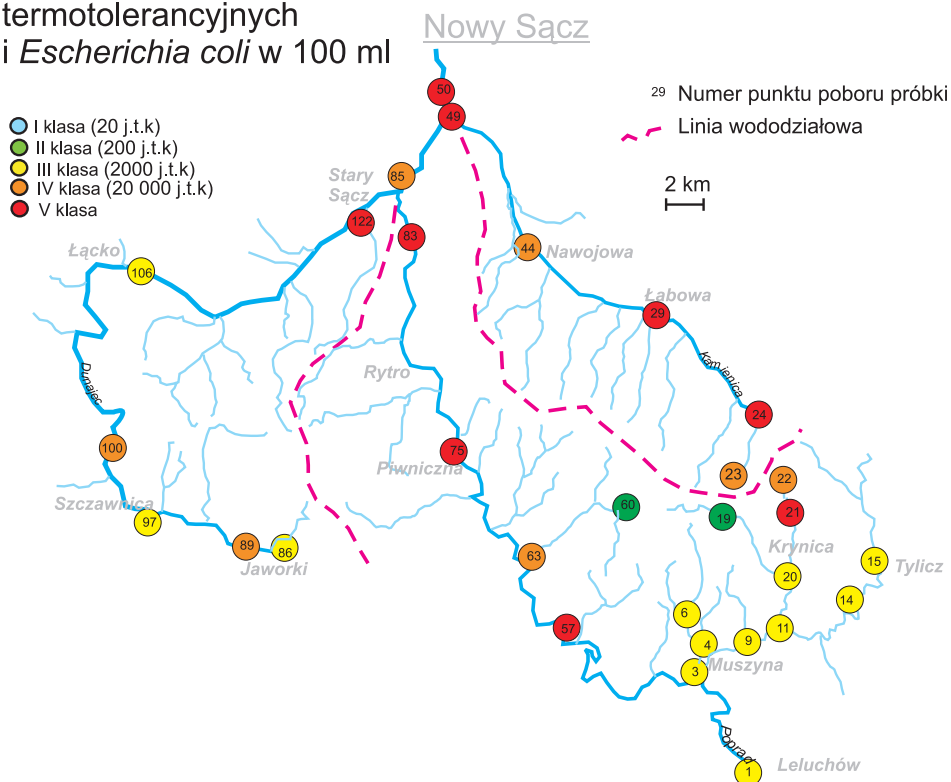 termotolerancyjnych
i Escherichia coli w 100 ml
Nowy Sącz
29 Numer punktu poboru próbki
Linia wododziałowa
I klasa (20 j.t.k)
II klasa (200 j.t.k)
III klasa (2000 j.t.k)
IV klasa (20 000 j.t.k)
V klasa
2 km
50
49
85
Stary
Sącz
122
83
44
Nawojowa
Łącko
106
Łabowa
29
Kamienica
Rytro
Dunajec
24
100
75
Piwniczna
23
22
Szczawnica
97
60
19
21
89
86
Jaworki
63
Krynica
20
15
Tylicz
14
6
57
4
9
11
3
Muszyna
Poprad
1
Leluchów